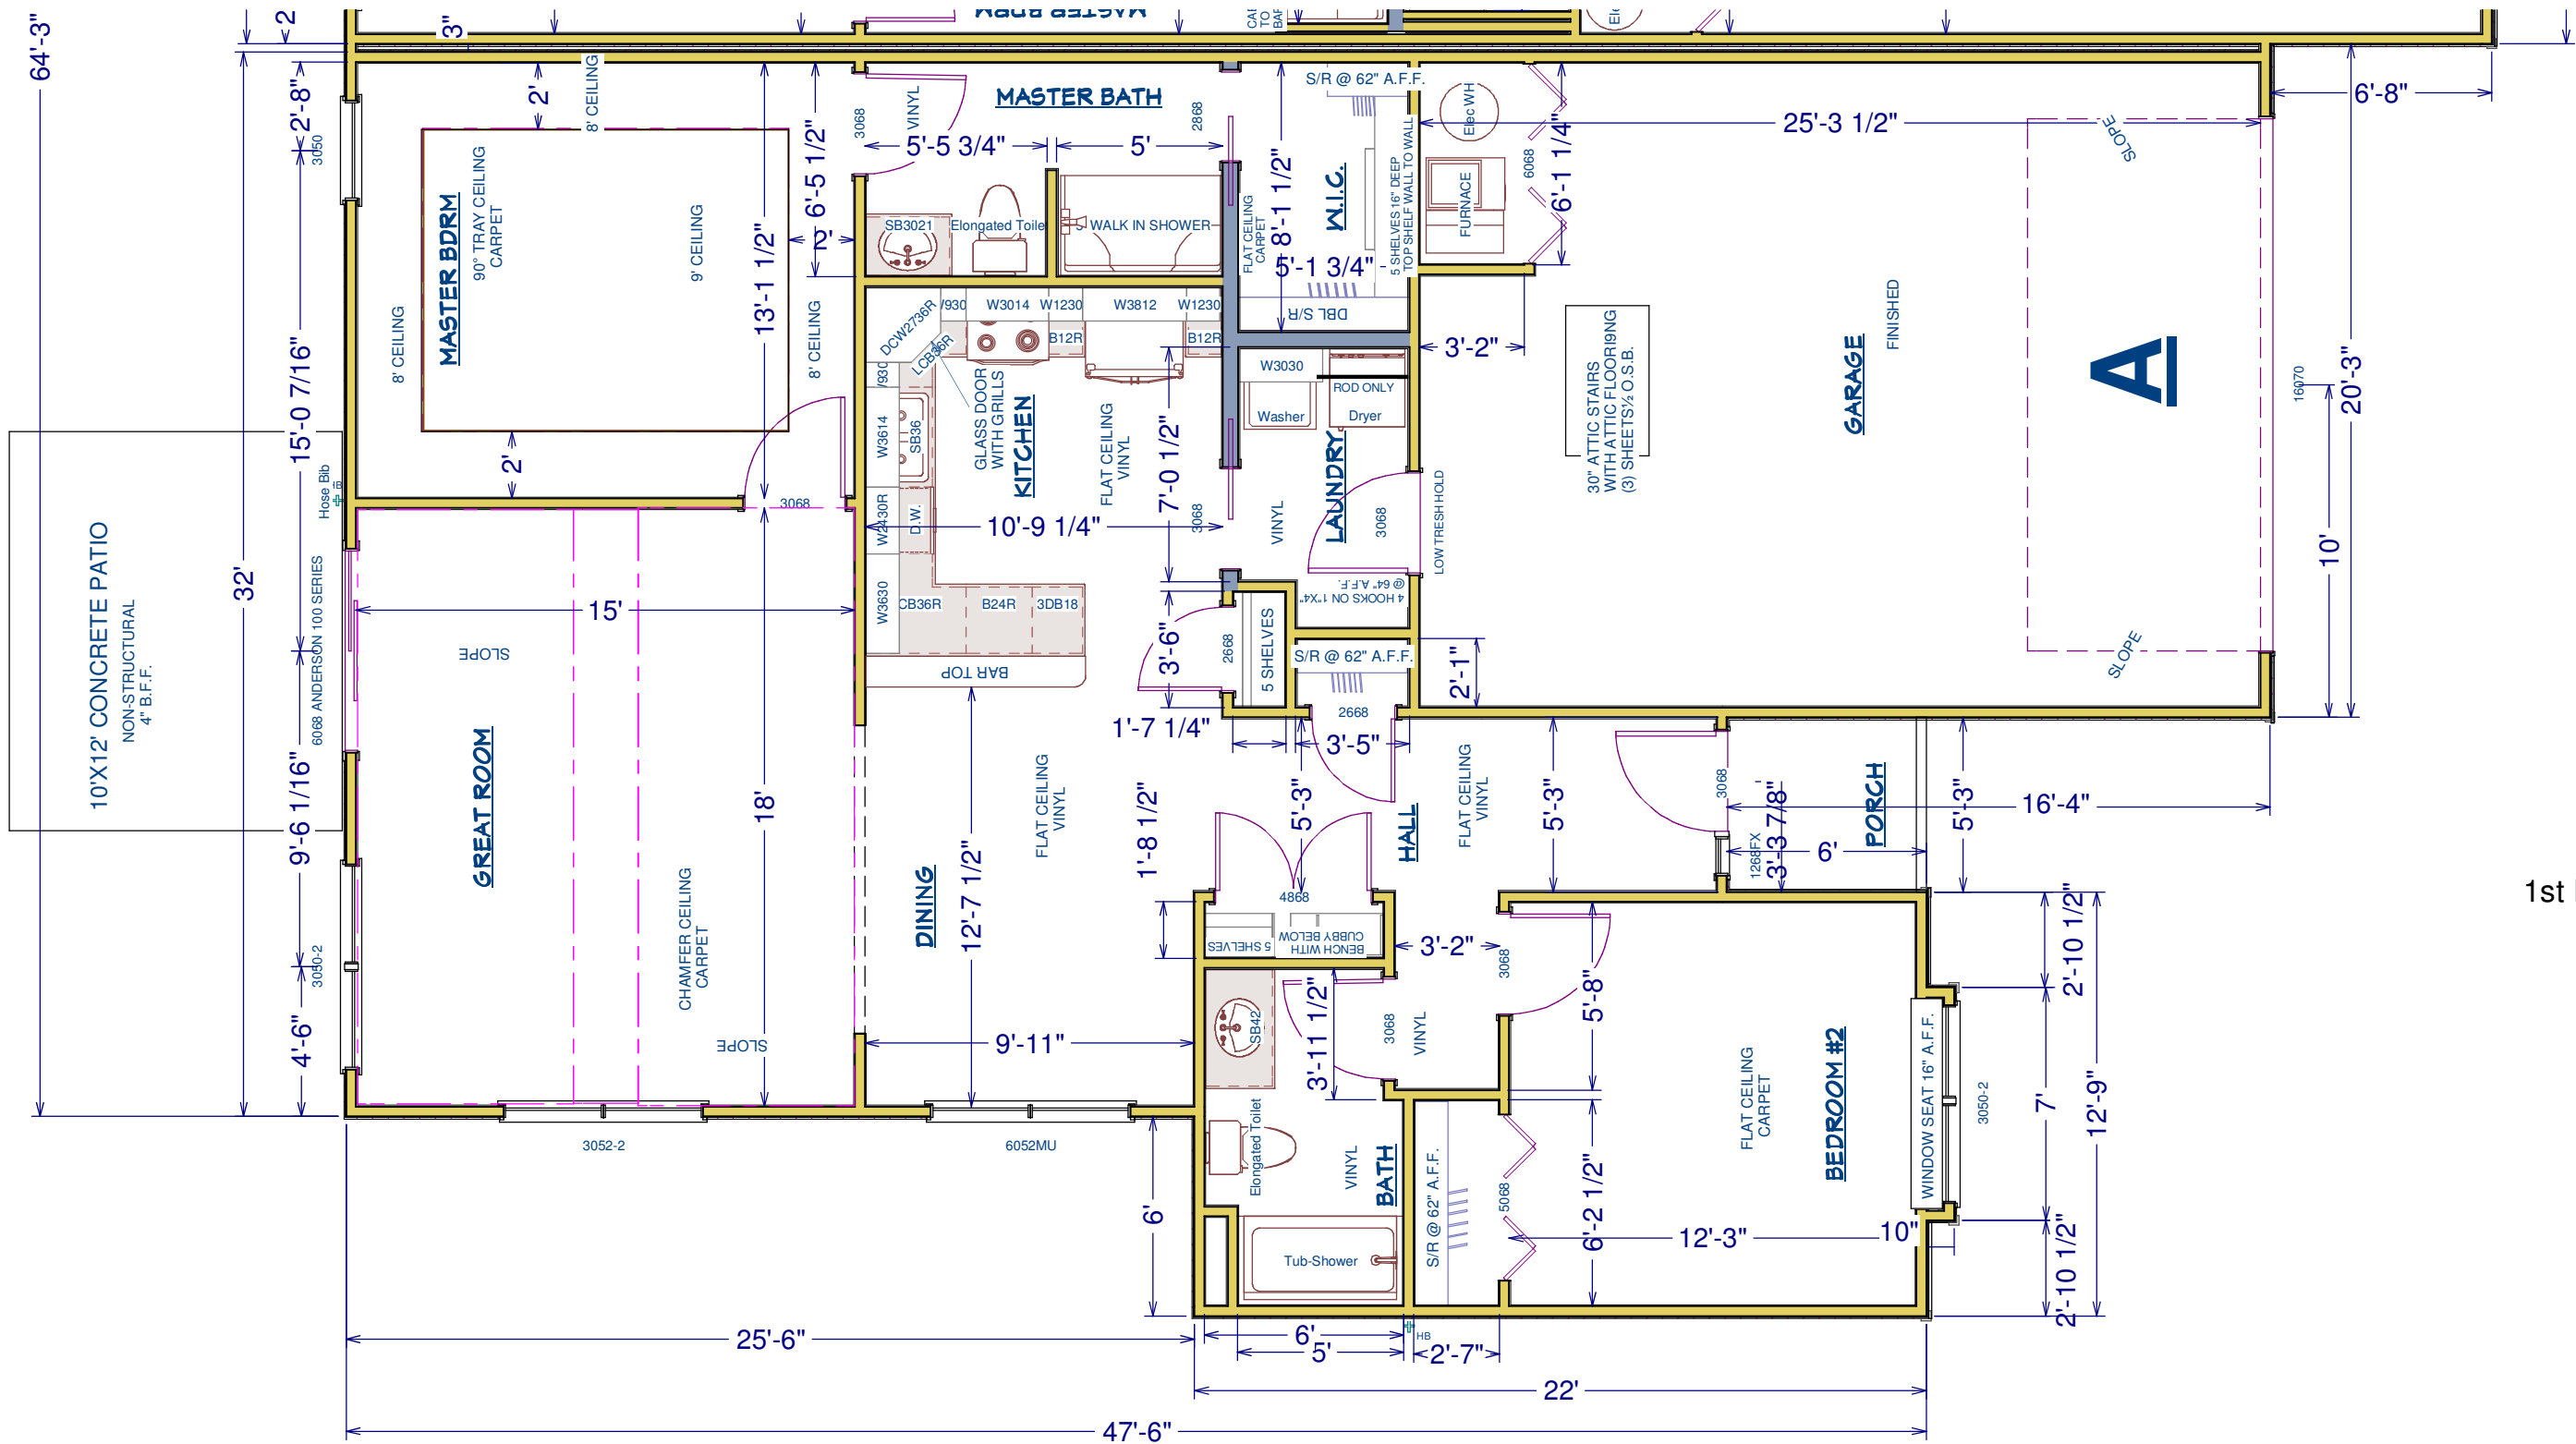 64'-3"
2
3"
MASTER BDRM
CAB
TO
BAR
Ele
32'
2'-8"
3050
15'-0 7/16"
9'-6 1/16"
4'-6"
3050-2
Hose Bib
HB
6068 ANDERSON 100 SERIES
10'X12' CONCRETE PATIO
NON-STRUCTURAL
4" B.F.F.
2'
8' CEILING
MASTER BDRM
90° TRAY CEILING
CARPET
9' CEILING
8' CEILING
8' CEILING
13'-1 1/2"
2'
2'
3068
6'-5 1/2"
3068
VINYL
MASTER BATH
5'-5 3/4"
5'
2868
SB3021
Elongated Toile
WALK IN SHOWER
S/R @ 62" A.F.F.
8'-1 1/2"
W.I.C.
FLAT CEILING
CARPET
5'-1 3/4"
5 SHELVES 16" DEEP
TOP SHELF WALL TO WALL
DBL S/R
Elec WH
FURNACE
6068
6'-1 1/4"
25'-3 1/2"
6'-8"
SLOPE
SLOPE
3'-2"
30" ATTIC STAIRS
WITH ATTIC FLOORI9NG
(3) SHEETS½ O.S.B.
GARAGE
FINISHED
A
16070
20'-3"
10'
DCW2736R
LCB36R
W3014
W1230
W3812
W1230
B12R
B12R
W3614
SB36
W2430R
D.W.
W3630
CB36R
B24R
3DB18
BAR TOP
GLASS DOOR
WITH GRILLS
KITCHEN
FLAT CEILING
VINYL
10'-9 1/4"
7'-0 1/2"
3068
W3030
Washer
ROD ONLY
Dryer
LAUNDRY
VINYL
3068
LOW TRESH HOLD
4 HOOKS ON 1"X4"
@ 64" A.F.F.
3'-6"
2668
5 SHELVES
S/R @ 62" A.F.F.
2668
2'-1"
1'-7 1/4"
3'-5"
15'
SLOPE
GREAT ROOM
18'
CHAMFER CEILING
CARPET
SLOPE
DINING
12'-7 1/2"
FLAT CEILING
VINYL
9'-11"
1'-8 1/2"
5'-3"
HALL
FLAT CEILING
VINYL
5'-3"
3068
1268FX
3'-3 7/8"
PORCH
6'
5'-3"
16'-4"
4868
5 SHELVES
BENCH WITH
CUBBY BELOW
3'-2"
3068
5'-8"
SB42
3'-11 1/2"
3068
VINYL
Elongated Toilet
VINYL
BATH
Tub-Shower
S/R @ 62" A.F.F.
5068
6'-2 1/2"
12'-3"
10"
FLAT CEILING
CARPET
BEDROOM #2
WINDOW SEAT 16" A.F.F.
3050-2
2'-10 1/2"
7'
2'-10 1/2"
12'-9"
1st
3052-2
6052MU
6'
25'-6"
6'
5'
HB
2'-7"
22'
47'-6"